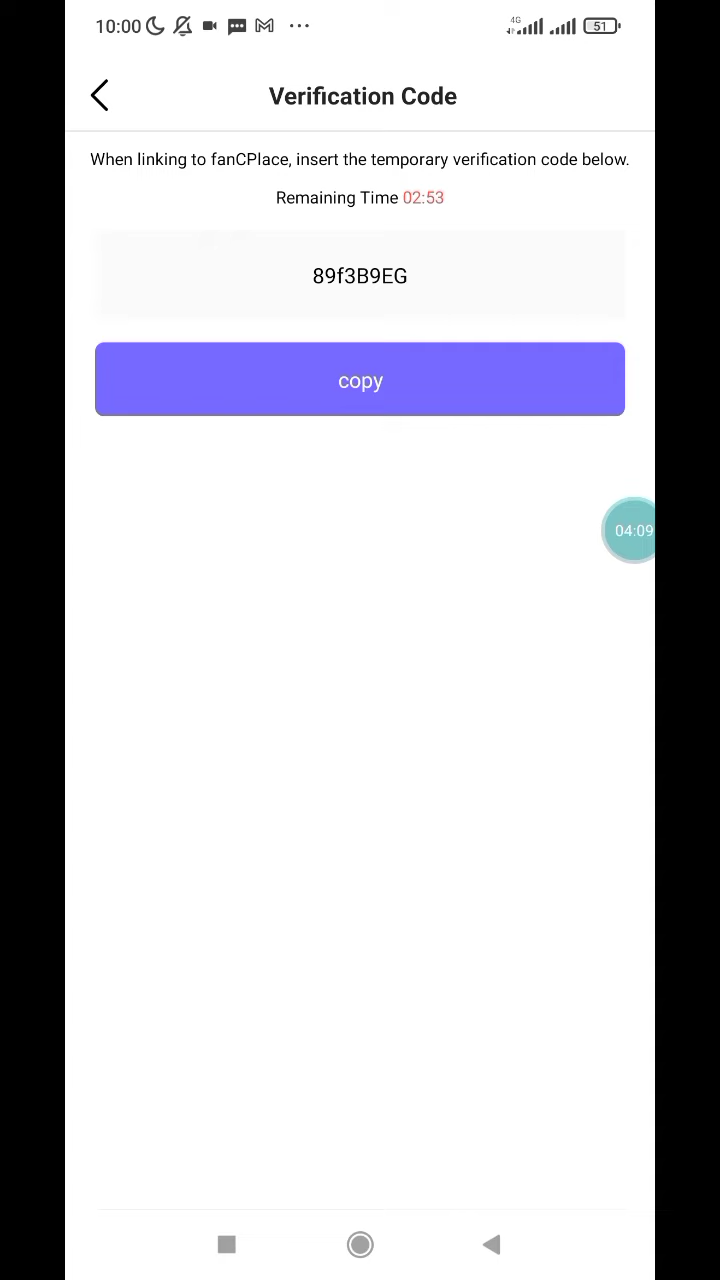 10:00
4G
51
Verification Code
When linking to fanCPlace, insert the temporary verification code below.
Remaining Time 02:53
89f3B9EG
copy
04:09